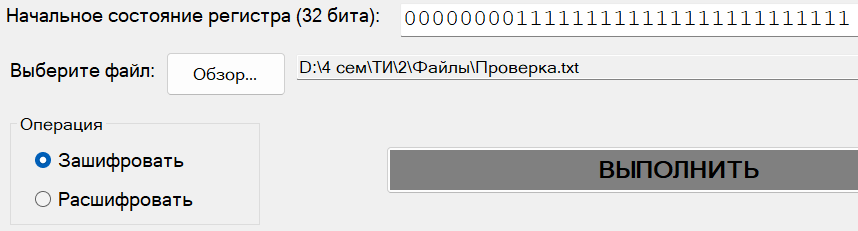 Начальное состояние регистра (32 бита): 00000000111111111111111111111111
Выберите файл: Обзор... D:\4 сем\ТИ\2\Файлы\Проверка.txt
Операция
Зашифровать
ВЫПОЛНИТЬ
Расшифровать